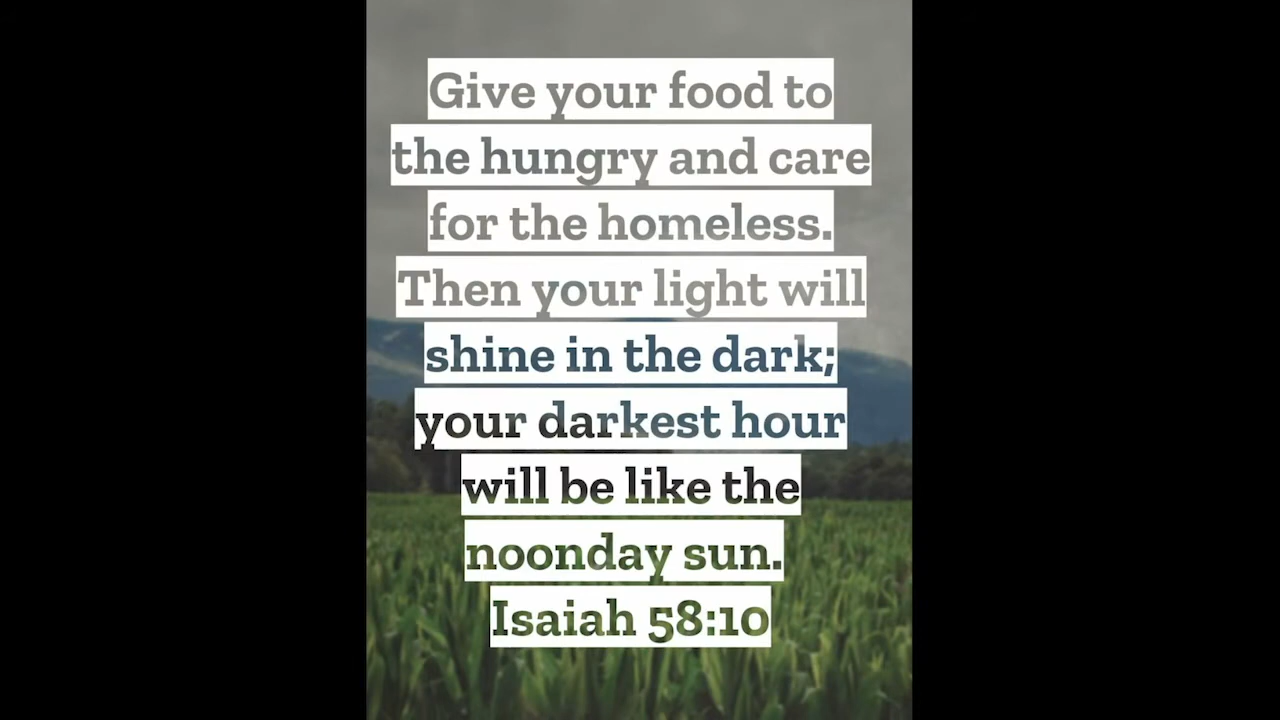 Give your food to
the hungry and care
for the homeless.
Then your light will
shine in the dark;
your darkest hour
will be like the
noonday sun.
Isaiah 58:10